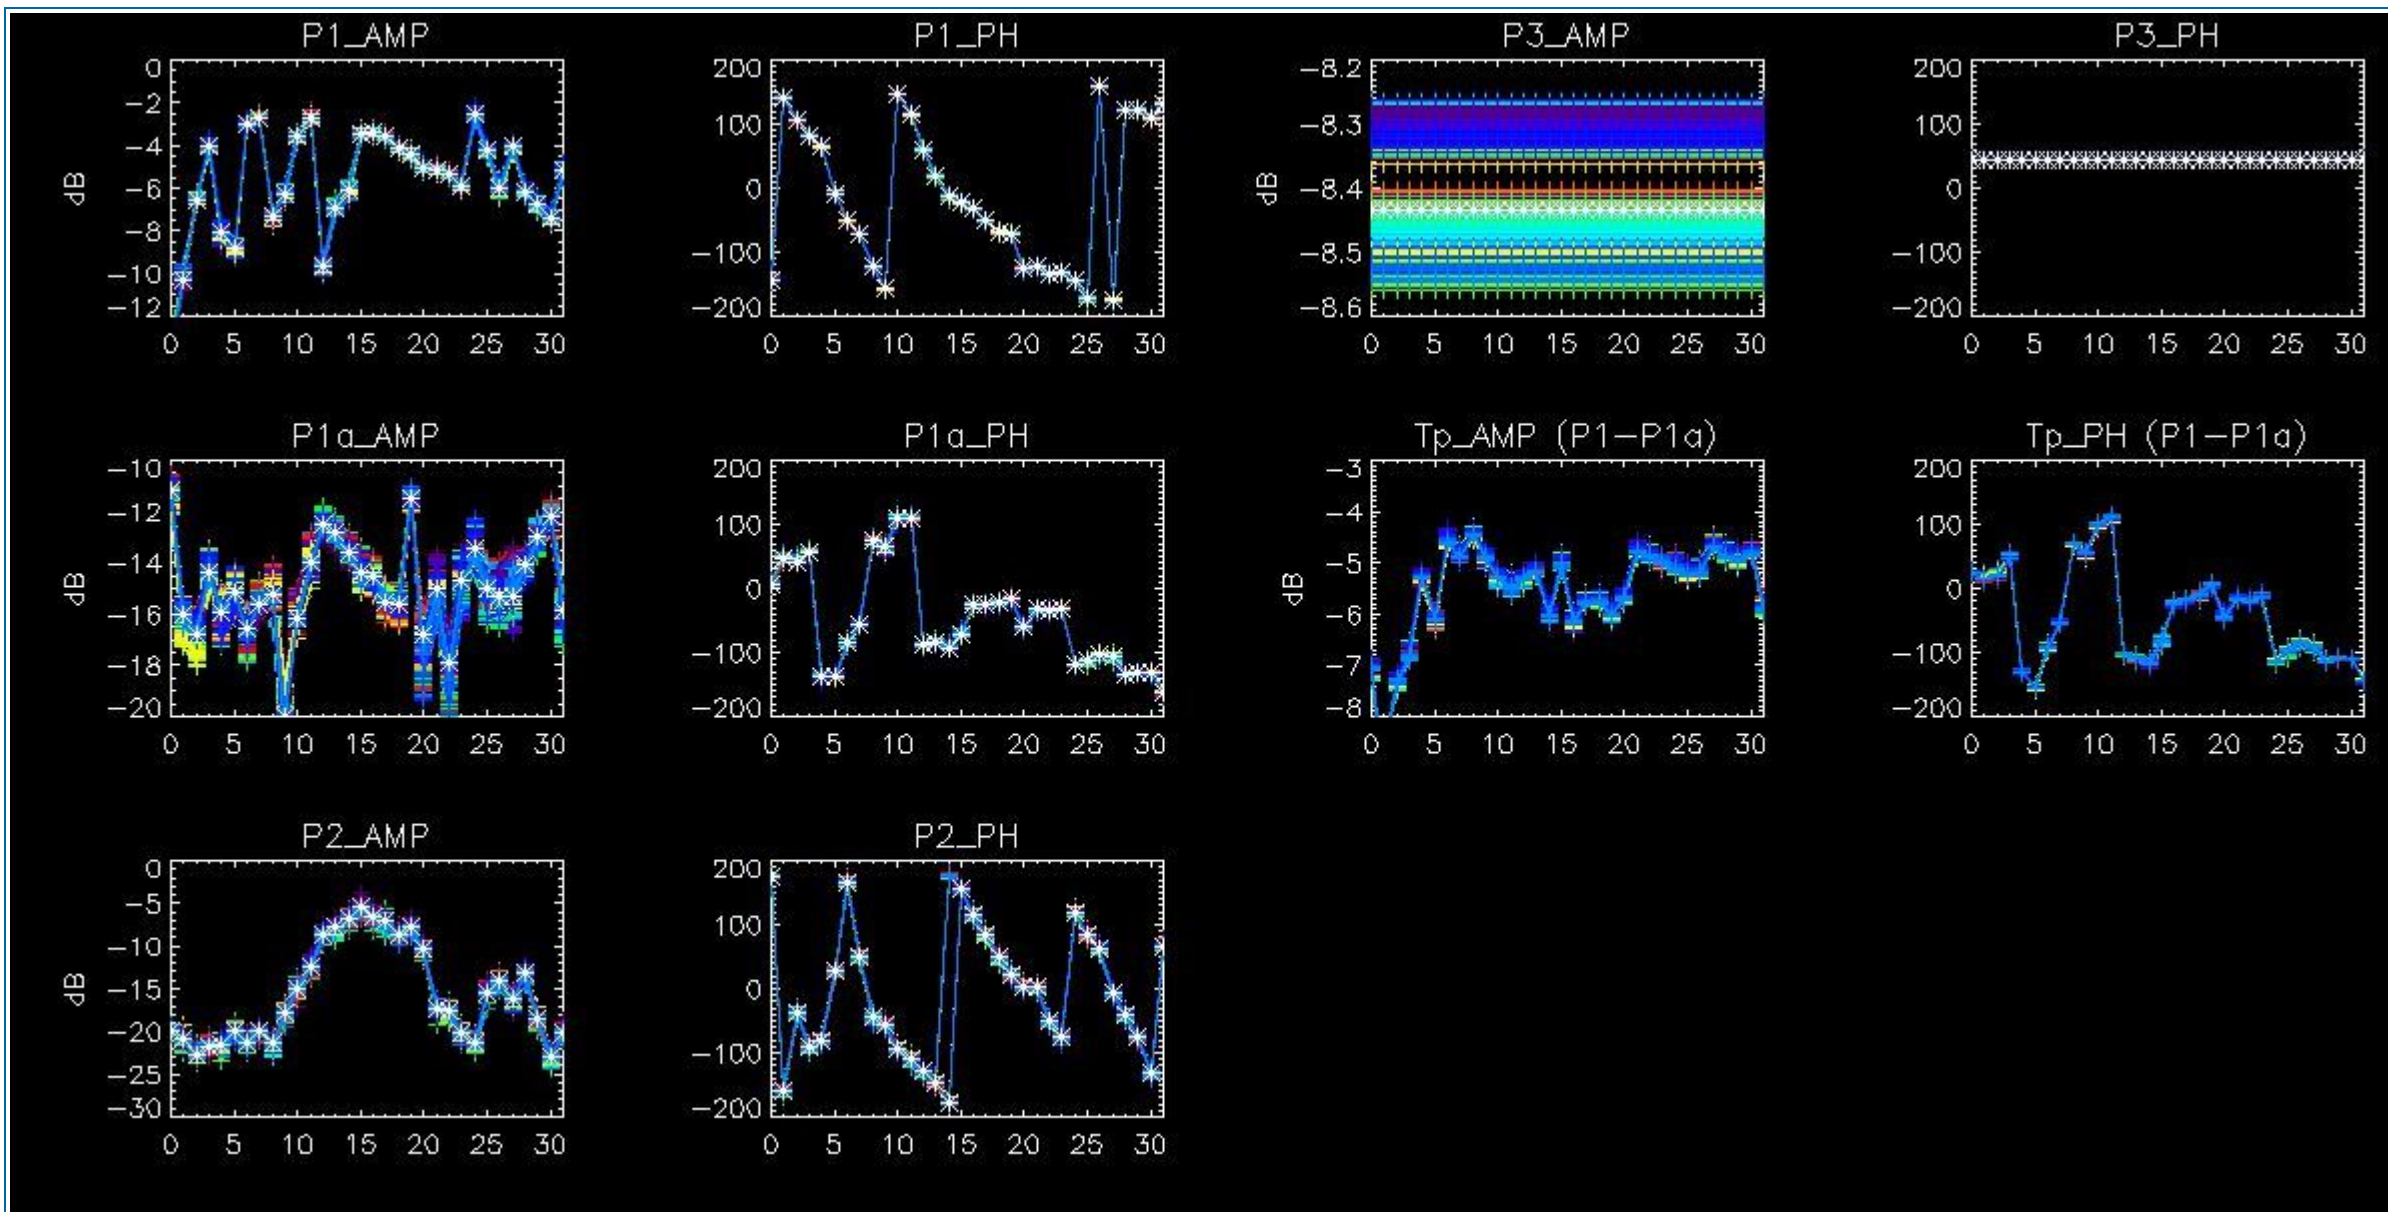 P1_AMP
0
−2
−4
−6
−8
−10
−12
dB
0 5 10 15 20 25 30
P1_PH
200
100
0
−100
−200
0 5 10 15 20 25 30
P3_AMP
−8.2
−8.3
−8.4
−8.5
−8.6
dB
0 5 10 15 20 25 30
P3_PH
200
100
0
−100
−200
0 5 10 15 20 25 30
P1a_AMP
−10
−12
−14
−16
−18
−20
dB
0 5 10 15 20 25 30
P1a_PH
200
100
0
−100
−200
0 5 10 15 20 25 30
Tp_AMP (P1−P1a)
−3
−4
−5
−6
−7
−8
dB
0 5 10 15 20 25 30
Tp_PH (P1−P1a)
200
100
0
−100
−200
0 5 10 15 20 25 30
P2_AMP
0
−5
−10
−15
−20
−25
−30
dB
0 5 10 15 20 25 30
P2_PH
200
100
0
−100
−200
0 5 10 15 20 25 30